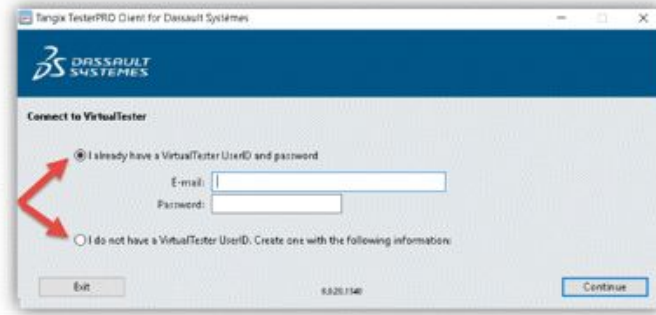 Tangix TesterPRO Client for Dassault Systèmes
DASSAULT
SYSTEMES
Connect to VirtualTester
I already have a VirtualTester UserID and password
E-mail:
Password:
I do not have a VirtualTester UserID. Create one with the following information:
Exit
Continue